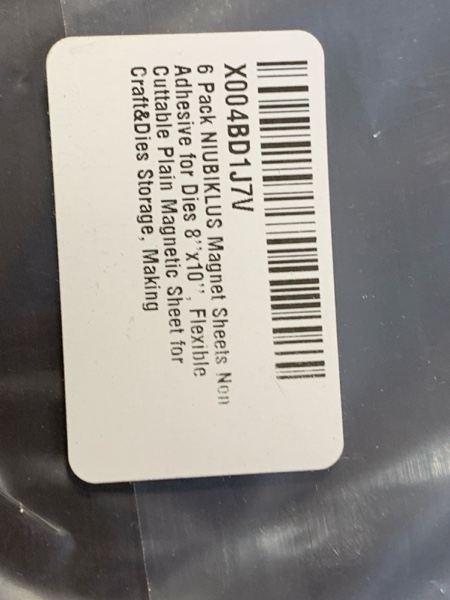 X004BD1J7V
6 Pack NIUBIKLUS Magnet Sheets Non
Adhesive for Dies 8''x10'', Flexible
Cuttable Plain Magnetic Sheet for
Craft&Dies Storage, Making